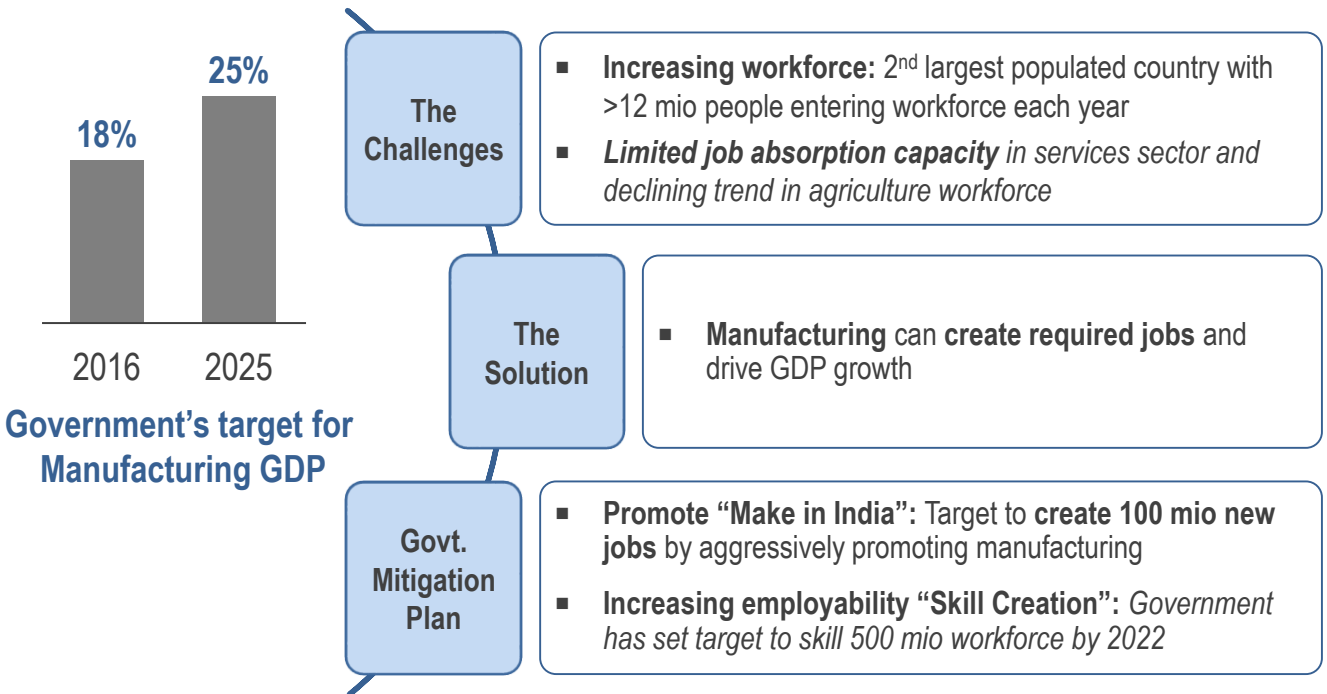 18%
25%
2016
2025
Government’s target for
Manufacturing GDP
The
Challenges
▪ Increasing workforce: 2nd largest populated country with
>12 mio people entering workforce each year
▪ Limited job absorption capacity in services sector and
declining trend in agriculture workforce
The
Solution
▪ Manufacturing can create required jobs and
drive GDP growth
Govt.
Mitigation
Plan
▪ Promote “Make in India”: Target to create 100 mio new
jobs by aggressively promoting manufacturing
▪ Increasing employability “Skill Creation”: Government
has set target to skill 500 mio workforce by 2022